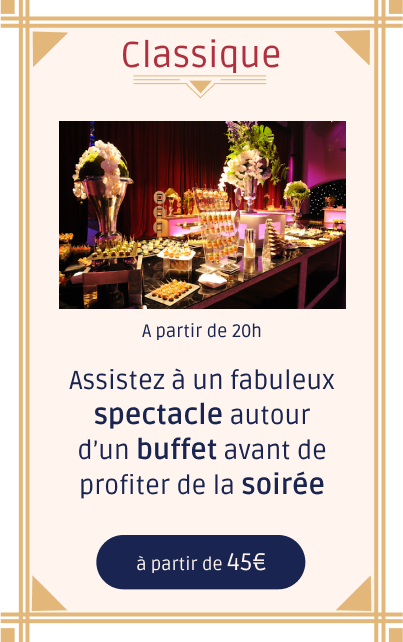 Classique
A partir de 20h
Assistez à un fabuleux
spectacle autour
d'un buffet avant de
profiter de la soirée
à partir de 45€